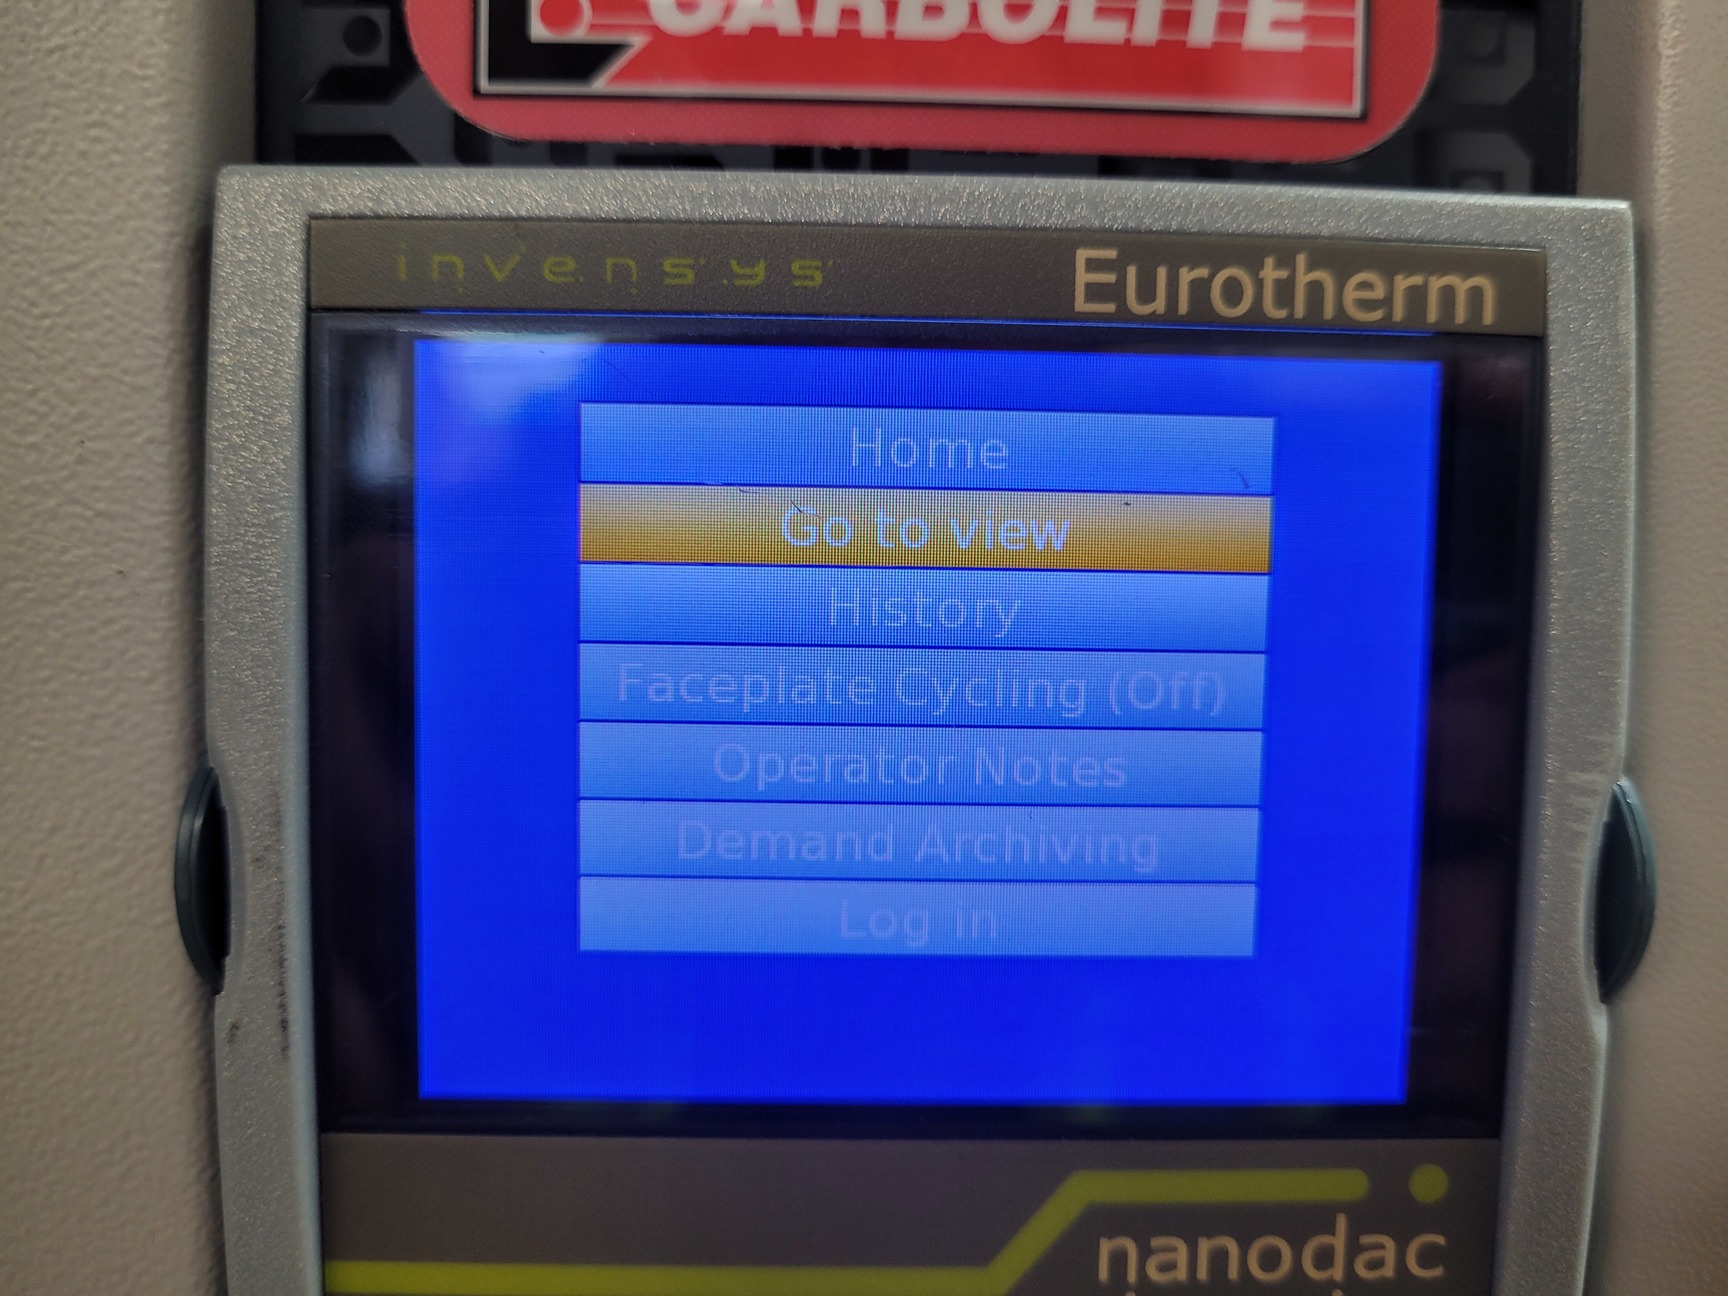 CARBOLITE
invensys
Eurotherm
Home
Go to view
History
Faceplate Cycling (Off)
Operator Notes
Demand Archiving
Log in
nanodac